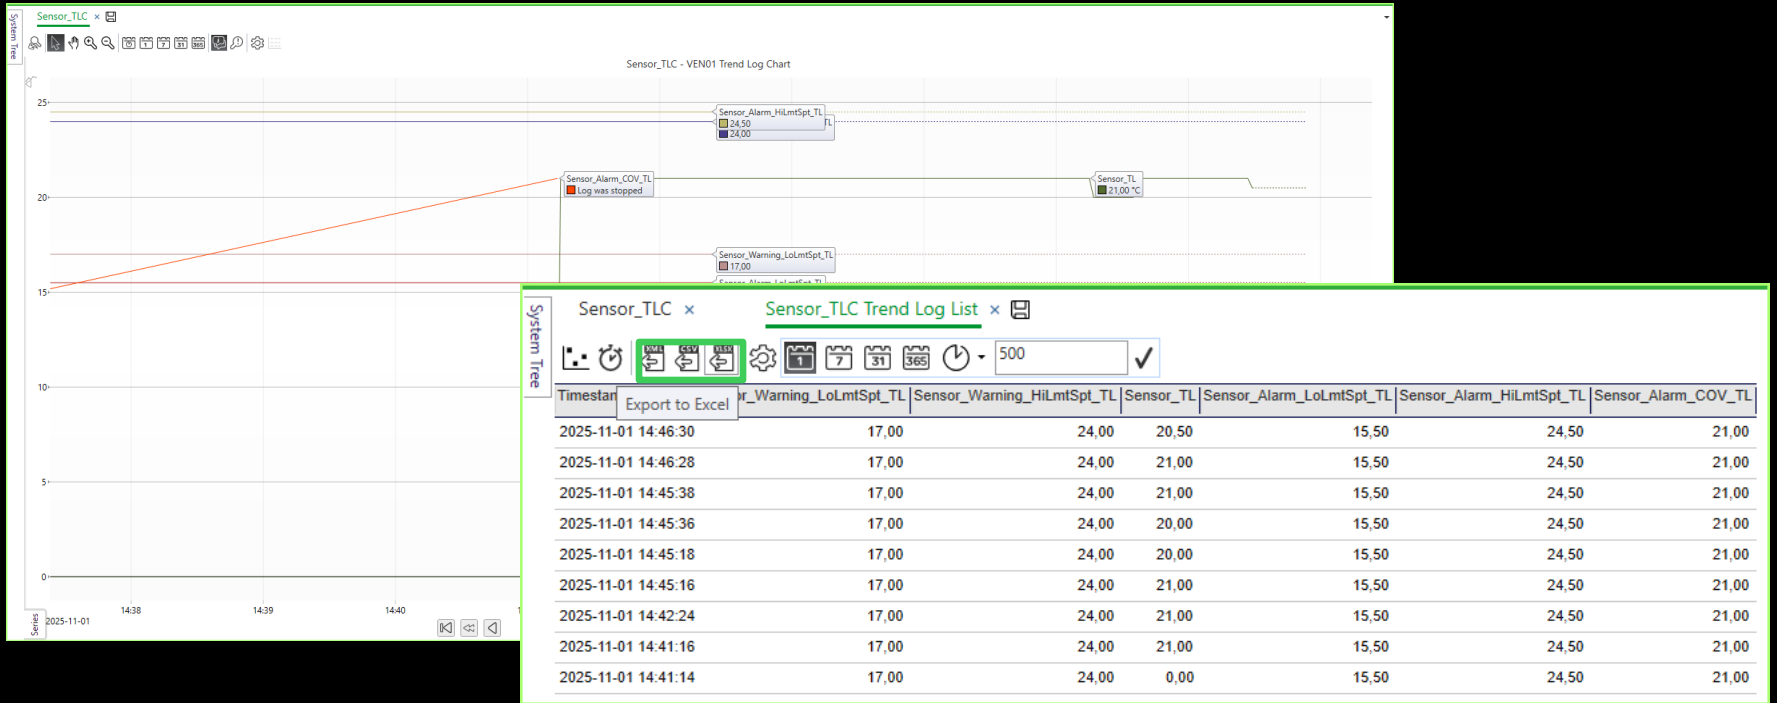 System Tree
Sensor_TLC ×
1 7 31 365
Sensor_TLC - VEN01 Trend Log Chart
25
Sensor_Alarm_HiLmtSpt_TL
24,50
TL
24,00
Sensor_Alarm_COV_TL
Log was stopped
Sensor_TL
21,00 °C
20
Sensor_Warning_LoLmtSpt_TL
17,00
Sensor_Alarm_LoLmtSpt_TL
15
10
5
0
14:38 14:39 14:40
2025-11-01
Series
System Tree
Sensor_TLC × Sensor_TLC Trend Log List ×
XML CSV XLSX 1 7 31 365 500
Export to Excel
Timestam r_Warning_LoLmtSpt_TL Sensor_Warning_HiLmtSpt_TL Sensor_TL Sensor_Alarm_LoLmtSpt_TL Sensor_Alarm_HiLmtSpt_TL Sensor_Alarm_COV_TL
2025-11-01 14:46:30 17,00 24,00 20,50 15,50 24,50 21,00
2025-11-01 14:46:28 17,00 24,00 21,00 15,50 24,50 21,00
2025-11-01 14:45:38 17,00 24,00 21,00 15,50 24,50 21,00
2025-11-01 14:45:36 17,00 24,00 20,00 15,50 24,50 21,00
2025-11-01 14:45:18 17,00 24,00 20,00 15,50 24,50 21,00
2025-11-01 14:45:16 17,00 24,00 21,00 15,50 24,50 21,00
2025-11-01 14:42:24 17,00 24,00 21,00 15,50 24,50 21,00
2025-11-01 14:41:16 17,00 24,00 21,00 15,50 24,50 21,00
2025-11-01 14:41:14 17,00 24,00 0,00 15,50 24,50 21,00